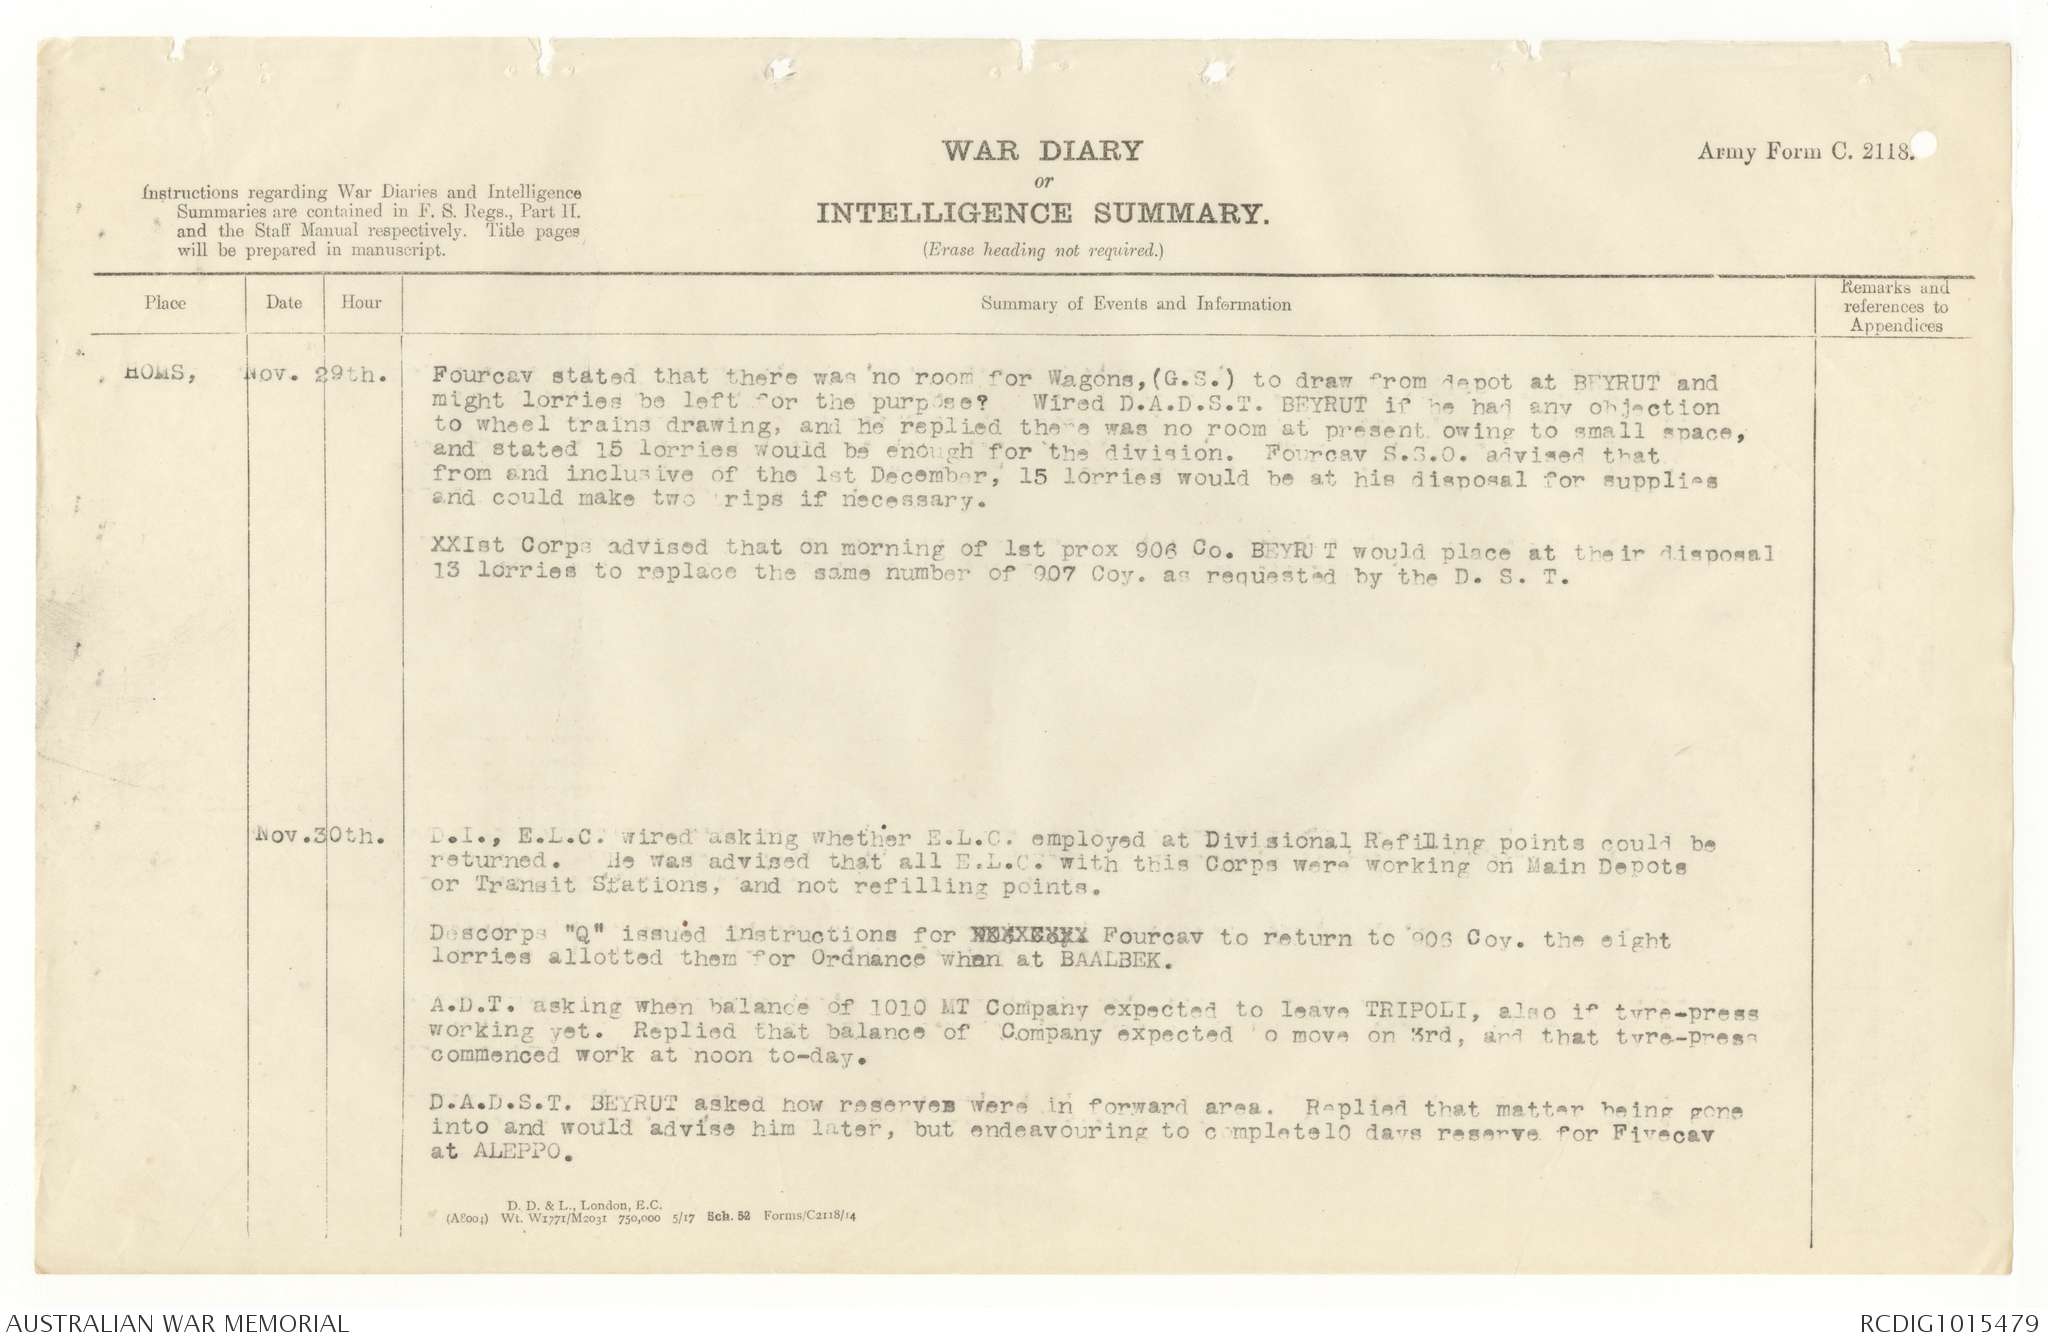 WAR DIARY
or
INTELLIGENCE SUMMARY.
(Erase heading not required.)
Army Form C. 2118.
Instructions regarding War Diaries and Intelligence
Summaries are contained in F. S. Regs., Part II.
and the Staff Manual respectively. Title pages
will be prepared in manuscript.
Place Date Hour Summary of Events and Information Remarks and
references to
Appendices
HOMS, Nov. 29th. Fourcav stated that there was no room for Wagons,(G.S.) to draw from depot at BEYRUT and
might lorries be left for the purpose? Wired D.A.D.S.T. BEYRUT if he had any objection
to wheel trains drawing, and he replied there was no room at present owing to small space,
and stated 15 lorries would be enough for the division. Fourcav S.S.O. advised that
from and inclusive of the 1st December, 15 lorries would be at his disposal for supplies
and could make two trips if necessary.
XXIst Corps advised that on morning of 1st prox 906 Co. BEYRUT would place at their disposal
13 lorries to replace the same number of 907 Coy. as requested by the D. S. T.
Nov.30th. D.I., E.L.C. wired asking whether E.L.C. employed at Divisional Refilling points could be
returned. He was advised that all E.L.C. with this Corps were working on Main Depots
or Transit Stations, and not refilling points.
Descorps "Q" issued instructions for Fourcav to return to 906 Coy. the eight
lorries allotted them for Ordnance when at BAALBEK.
A.D.T. asking when balance of 1010 MT Company expected to leave TRIPOLI, also if tyre-press
working yet. Replied that balance of Company expected to move on 3rd, and that tyre-press
commenced work at noon to-day.
D.A.D.S.T. BEYRUT asked how reserves were in forward area. Replied that matter being gone
into and would advise him later, but endeavouring to complete10 days reserve for Fivecav
at ALEPPO.
D. D. & L., London, E.C.
(A8004) Wt. W1771/M2031 750,000 5/17 Sch. 52 Forms/C2118/14
AUSTRALIAN WAR MEMORIAL
RCDIG1015479